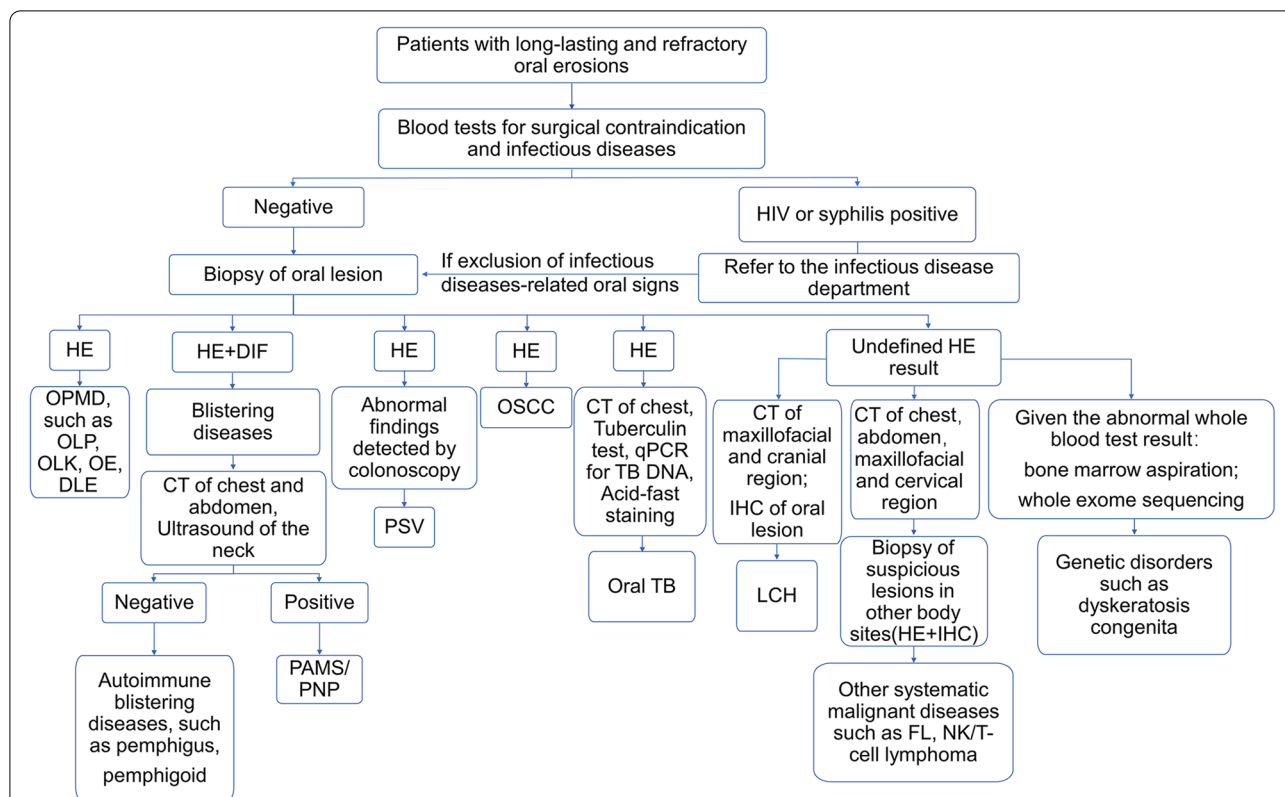 Patients with long-lasting and refractory
oral erosions
Blood tests for surgical contraindication
and infectious diseases
Negative
HIV or syphilis positive
Biopsy of oral lesion
If exclusion of infectious
diseases-related oral signs
Refer to the infectious disease
department
HE
HE+DIF
HE
HE
HE
Undefined HE
result
OPMD,
such as
OLP,
OLK, OE,
DLE
Blistering
diseases
Abnormal
findings
detected by
colonoscopy
OSCC
CT of chest,
Tuberculin
test, qPCR
for TB DNA,
Acid-fast
staining
CT of
maxillofacial
and cranial
region;
IHC of oral
lesion
CT of chest,
abdomen,
maxillofacial
and cervical
region
Given the abnormal whole
blood test result:
bone marrow aspiration;
whole exome sequencing
CT of chest and
abdomen,
Ultrasound of the
neck
PSV
Oral TB
LCH
Biopsy of
suspicious
lesions in
other body
sites(HE+IHC)
Genetic disorders
such as
dyskeratosis
congenita
Negative
Positive
Autoimmune
blistering
diseases, such
as pemphigus,
pemphigoid
PAMS/
PNP
Other systematic
malignant diseases
such as FL, NK/T-
cell lymphoma